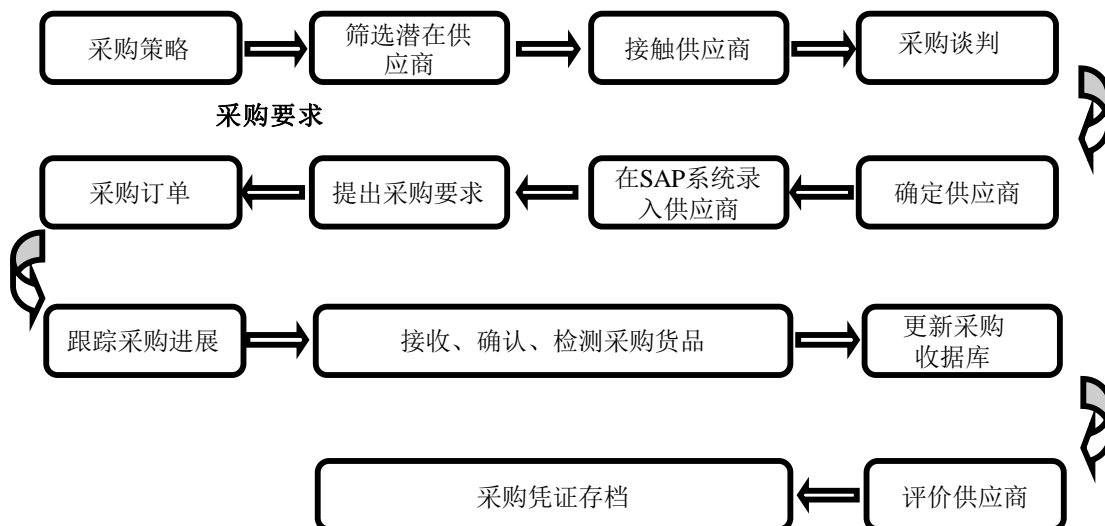 采购策略
筛选潜在供
应商
接触供应商
采购谈判
采购要求
采购订单
提出采购要求
在SAP系统录
入供应商
确定供应商
跟踪采购进展
接收、确认、检测采购货品
更新采购
收据库
采购凭证存档
评价供应商